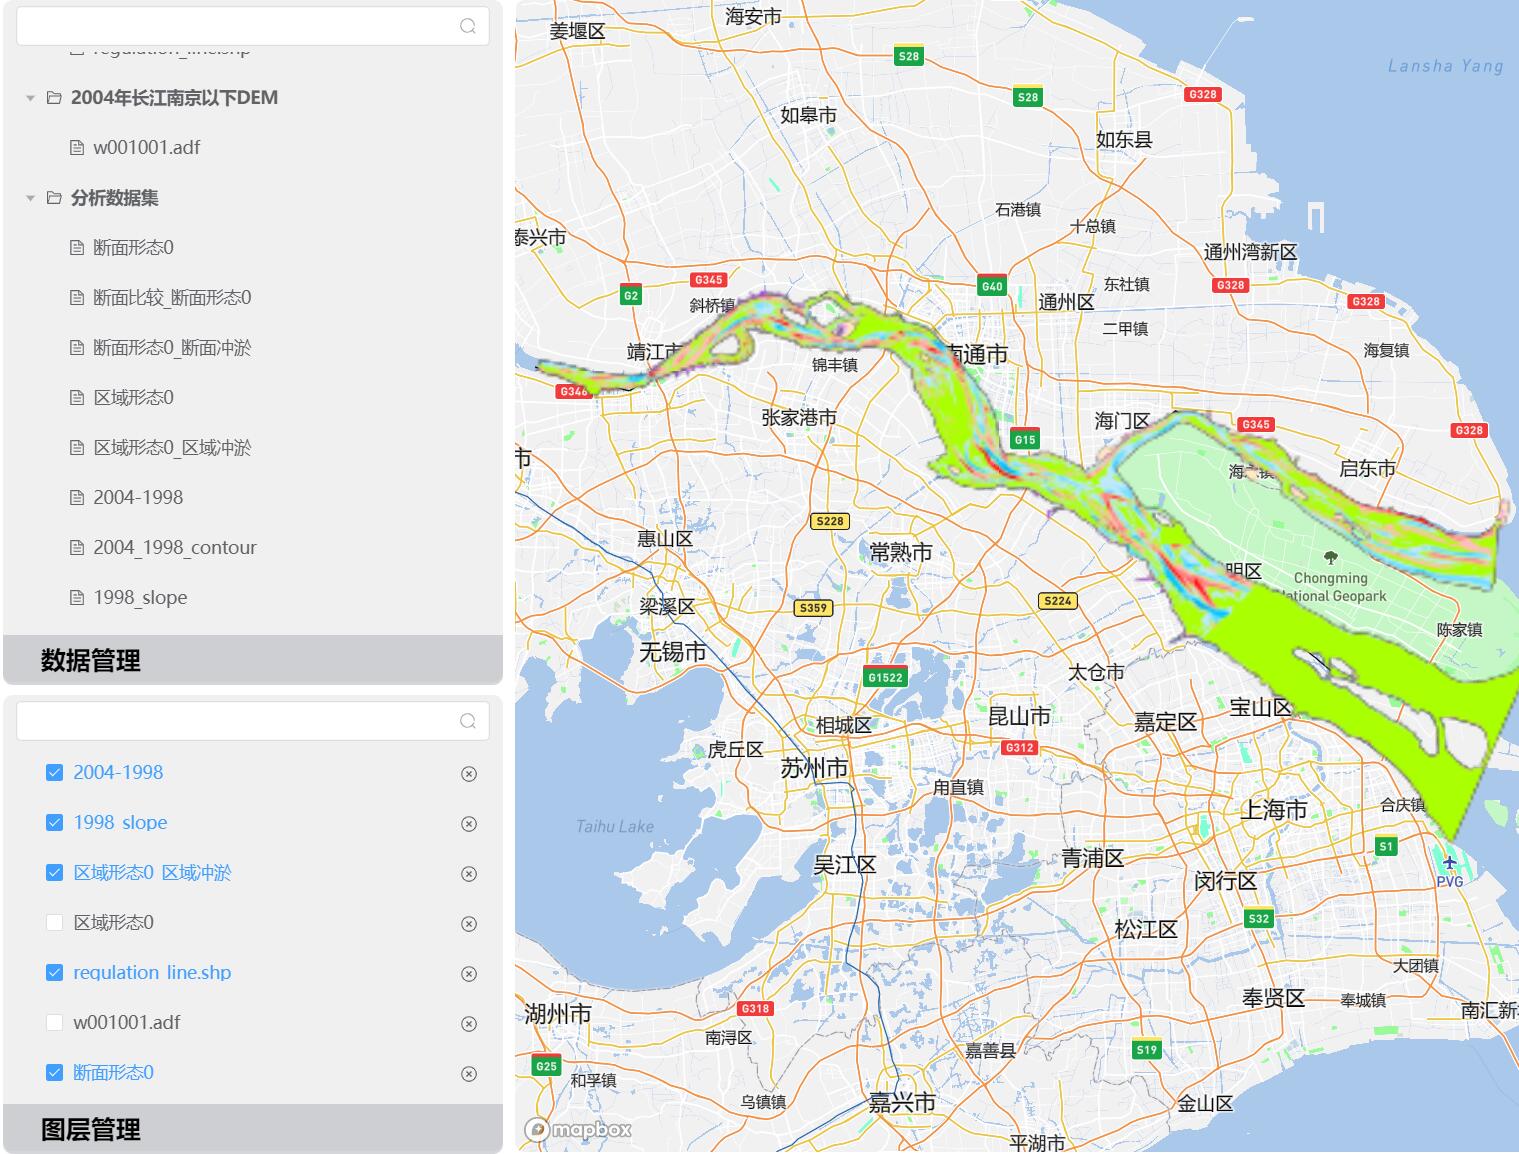 2004年长江南京以下DEM
w001001.adf
分析数据集
断面形态0
断面比较_断面形态0
断面形态0_断面冲淤
区域形态0
区域形态0_区域冲淤
2004-1998
2004_1998_contour
1998_slope
数据管理
2004-1998
1998 slope
区域形态0 区域冲淤
区域形态0
regulation line.shp
w001001.adf
断面形态0
图层管理
海安市
姜堰区
S28
Lansha Yang
G328
S28
如皋市
如东县
石港镇
十总镇
泰兴市
通州湾新区
G345
G2
G40
东社镇
G328
斜桥镇
通州区
G328
二甲镇
靖江市
南通市
海复镇
锦丰镇
G346
张家港市
海门区
G345
G328
G15
市
启东市
S228
惠山区
常熟市
明区
Chongming
National Geopark
梁溪区
S359
S224
陈家镇
无锡市
太仓市
G1522
宝山区
相城区
昆山市
嘉定区
虎丘区
G312
苏州市
甪直镇
合庆镇
上海市
Taihu Lake
S1
吴江区
青浦区
闵行区
PVG
S32
松江区
大团镇
奉贤区
奉城镇
南汇新
湖州市
G318
南浔区
嘉善县
S19
G25
和孚镇
乌镇镇
嘉兴市
金山区
mapbox
平湖市